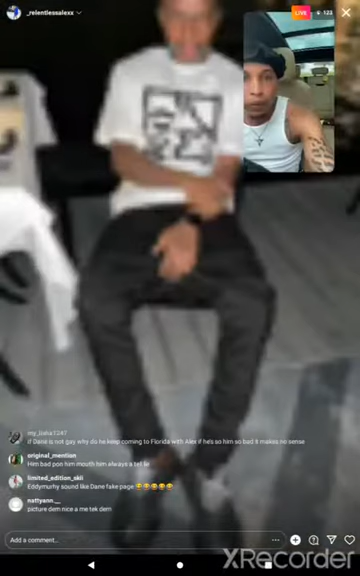 _relentlessalexx
LIVE
123
my_lisha1247
if Dane is not gay why do he keep coming to Florida with Alex if he's so him so bad it makes no sense
original_mention
Him bad pon him mouth him always a tel lie
limited_edition_skii
Eddymurhy sound like Dane fake page 😂😂😂😂😂
nattyann__
picture dem nice a me tek dem
Add a comment...
XRecorder